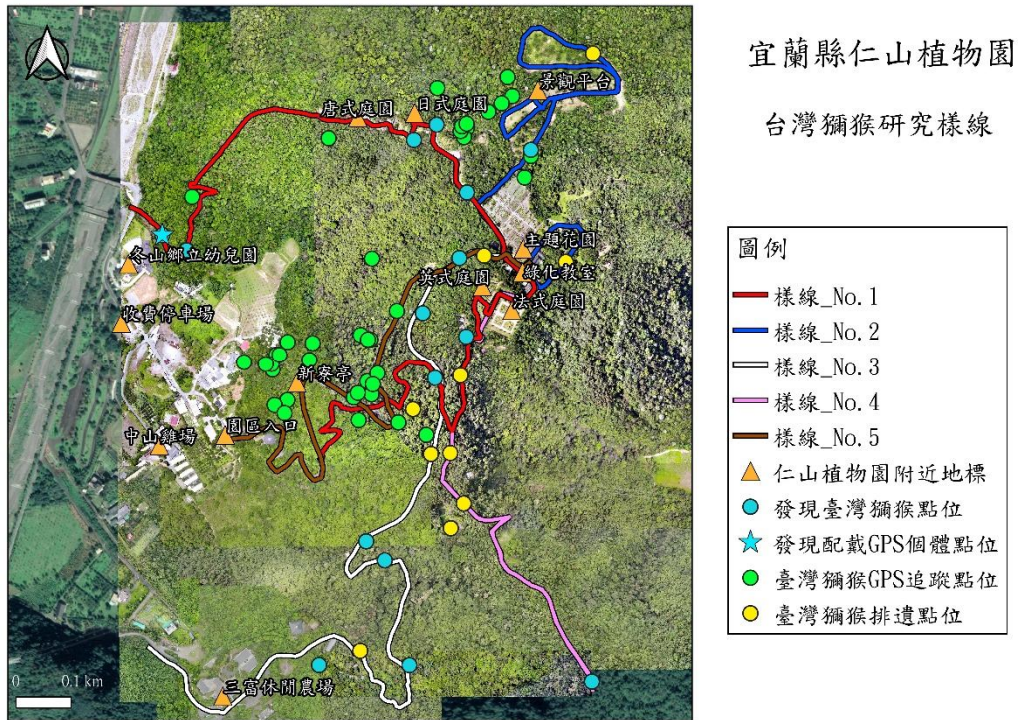 宜蘭縣仁山植物園
台灣獼猴研究樣線
景觀平台
唐式庭園
日式庭園
主題花園
冬山鄉立幼兒園
英式庭園
綠化教室
法式庭園
收費停車場
新寮亭
園區入口
中山雞場
三富休閒農場
0 0.1 km
圖例
樣線_No.1
樣線_No.2
樣線_No.3
樣線_No.4
樣線_No.5
仁山植物園附近地標
發現臺灣獼猴點位
發現配戴GPS個體點位
臺灣獼猴GPS追蹤點位
臺灣獼猴排遺點位